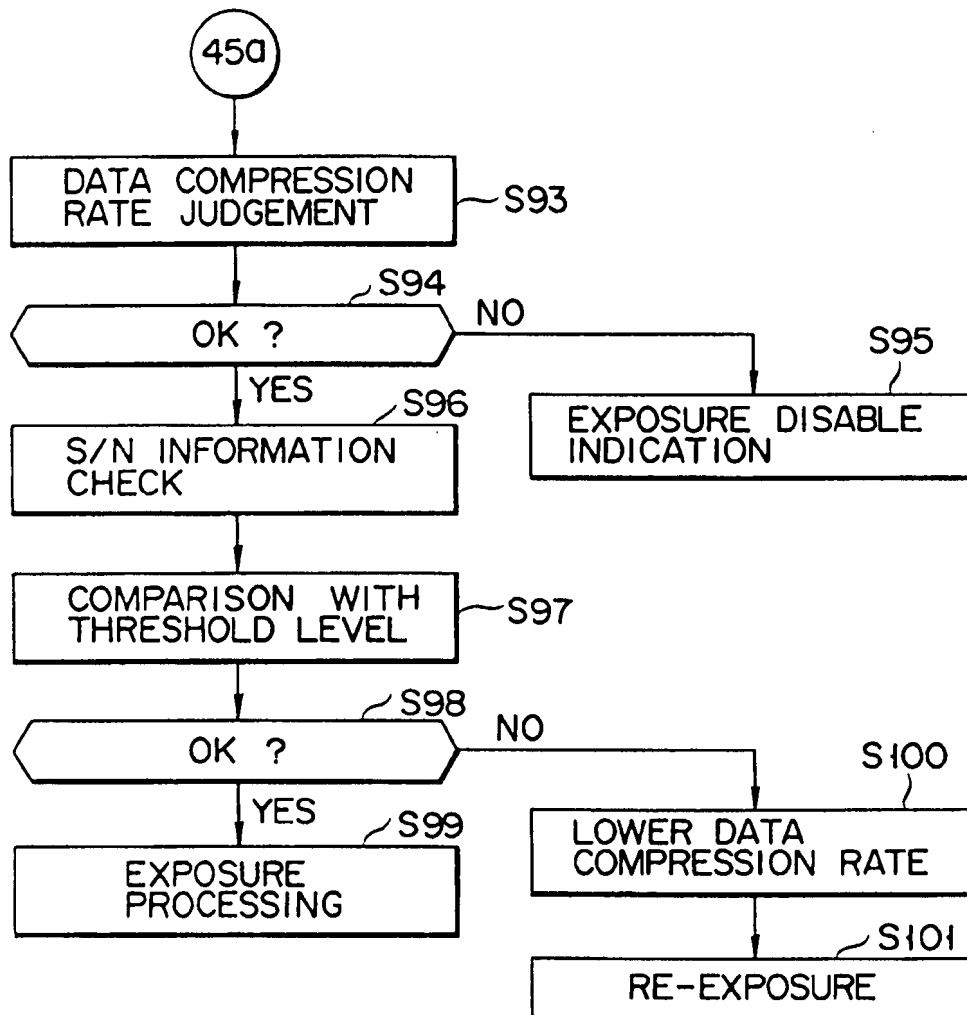 45a
DATA COMPRESSION
RATE JUDGEMENT
S93
S94
OK ?
NO
YES
S95
EXPOSURE DISABLE
INDICATION
S96
S/N INFORMATION
CHECK
COMPARISON WITH
THRESHOLD LEVEL
S97
S98
OK ?
NO
YES
S99
EXPOSURE
PROCESSING
S100
LOWER DATA
COMPRESSION RATE
S101
RE-EXPOSURE